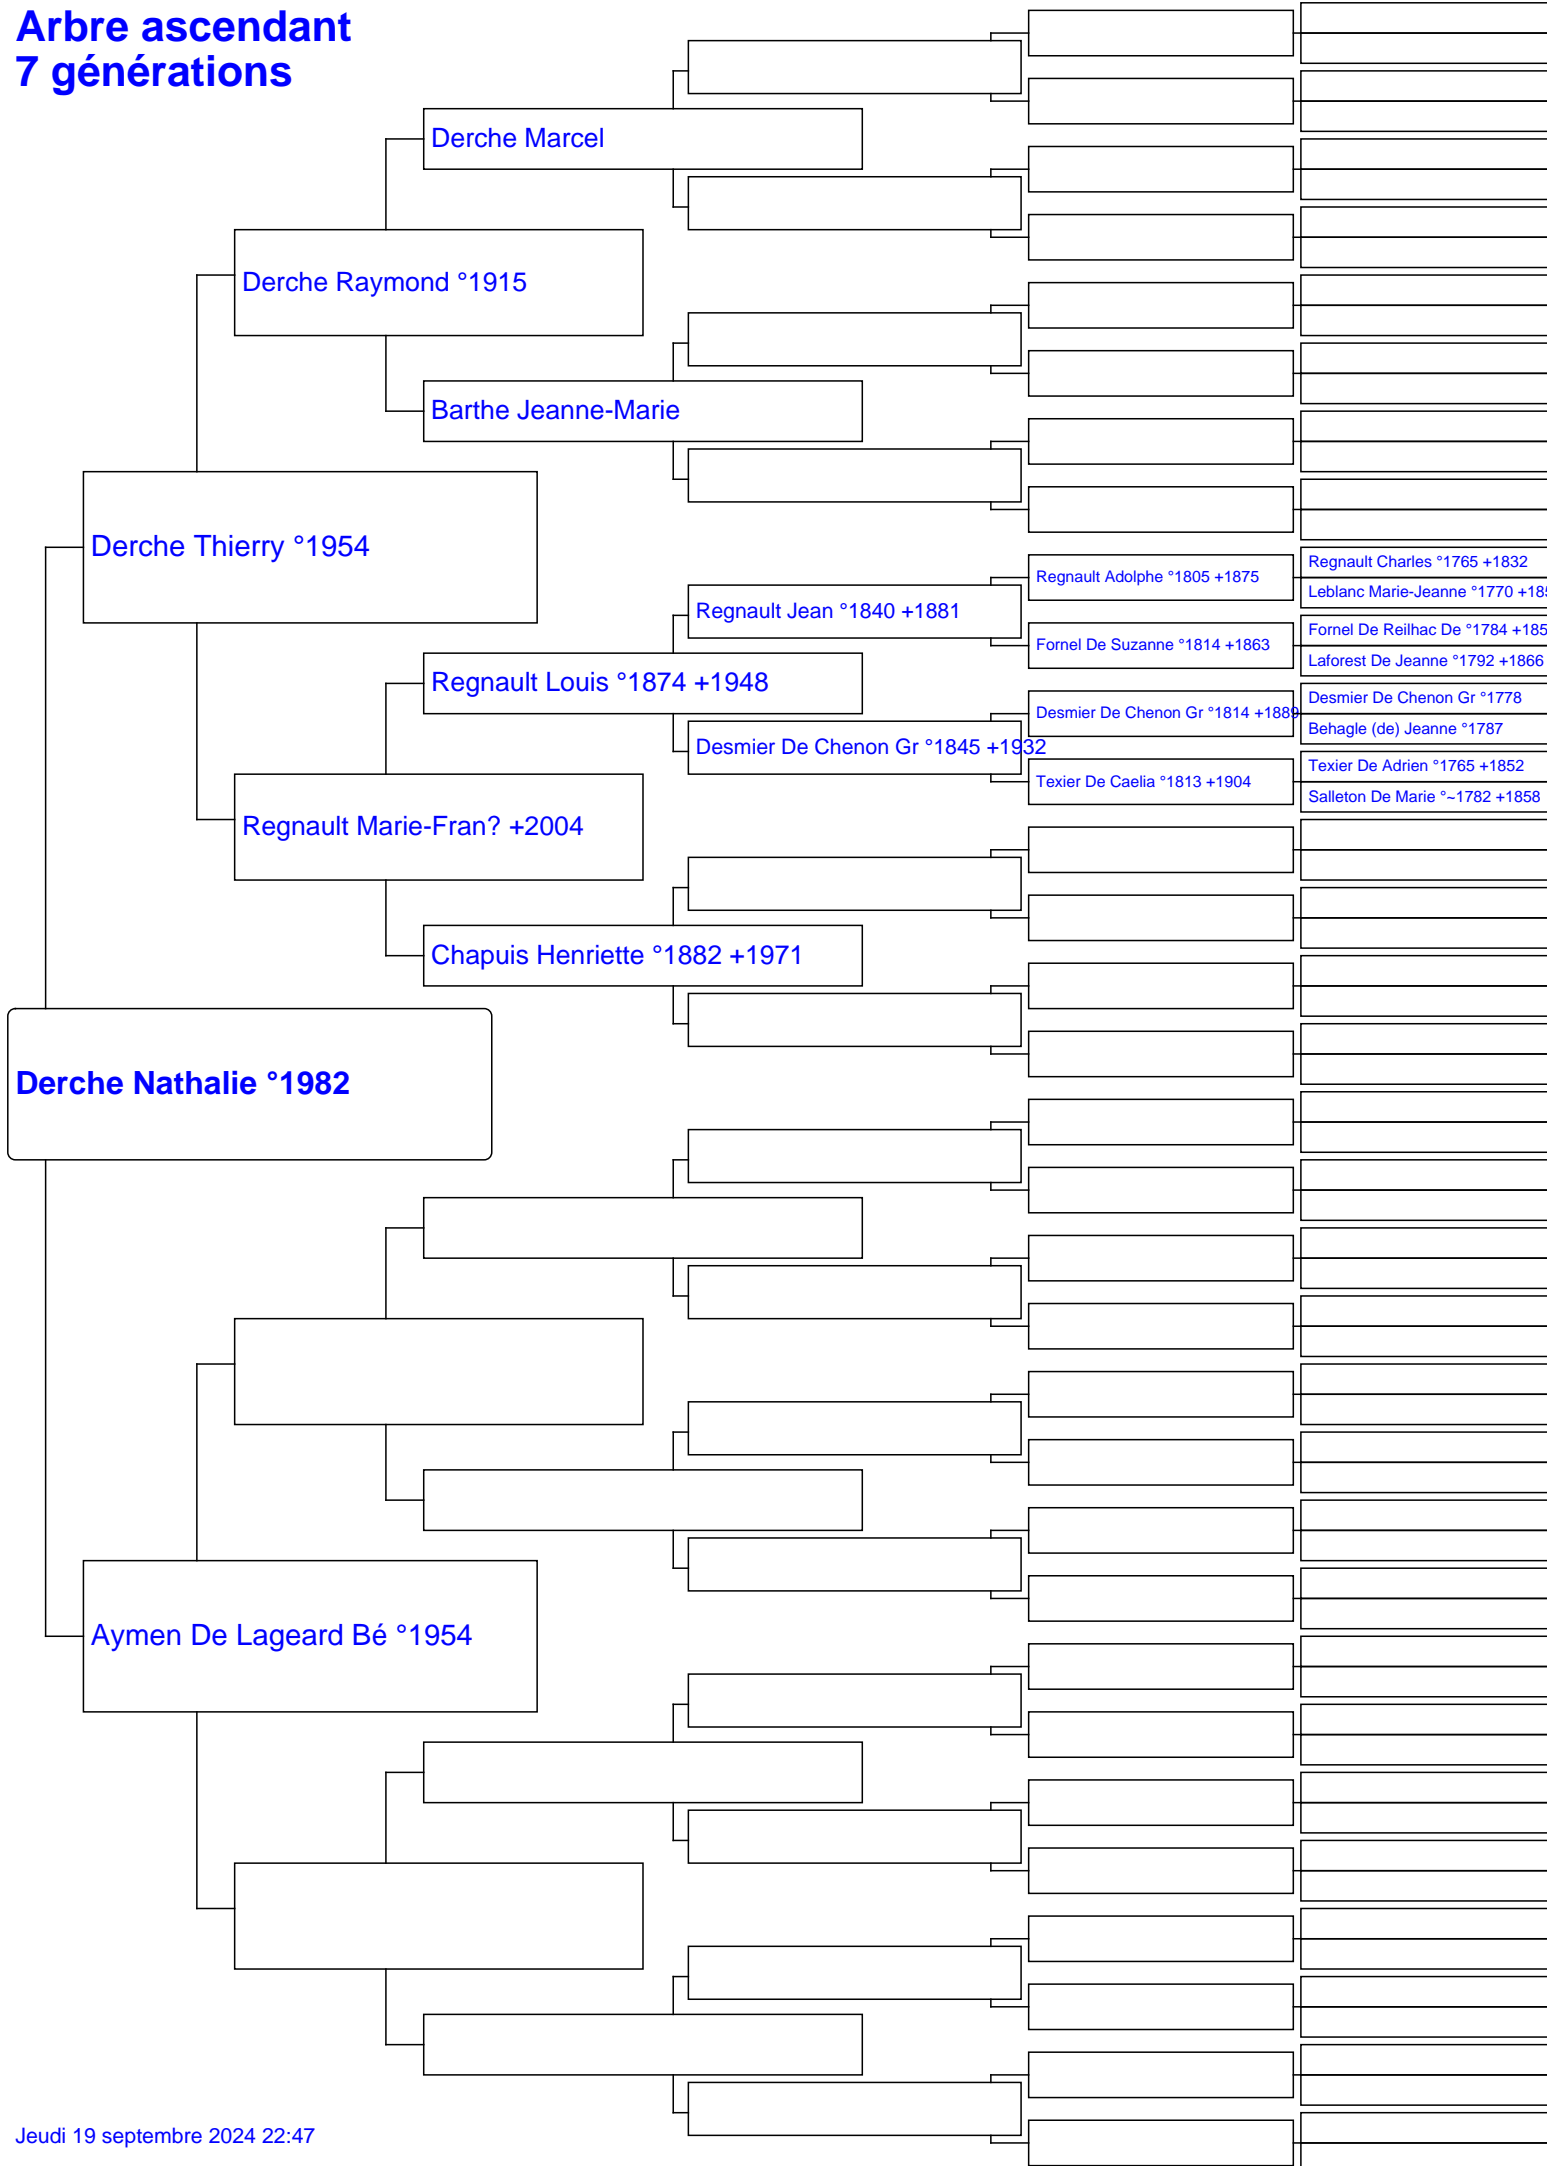 Arbre ascendant
7 générations
Derche Marcel
Derche Raymond °1915
Barthe Jeanne-Marie
Derche Thierry °1954
Regnault Charles °1765 +1832
Regnault Adolphe °1805 +1875
Leblanc Marie-Jeanne °1770 +185
Regnault Jean °1840 +1881
Fornel De Reilhac De °1784 +185
Fornel De Suzanne °1814 +1863
Laforest De Jeanne °1792 +1866
Regnault Louis °1874 +1948
Desmier De Chenon Gr °1778
Desmier De Chenon Gr °1814 +1889
Behagle (de) Jeanne °1787
Desmier De Chenon Gr °1845 +1932
Texier De Adrien °1765 +1852
Texier De Caelia °1813 +1904
Salleton De Marie °~1782 +1858
Regnault Marie-Fran? +2004
Chapuis Henriette °1882 +1971
Derche Nathalie °1982
Aymen De Lageard Bé °1954
Jeudi 19 septembre 2024 22:47